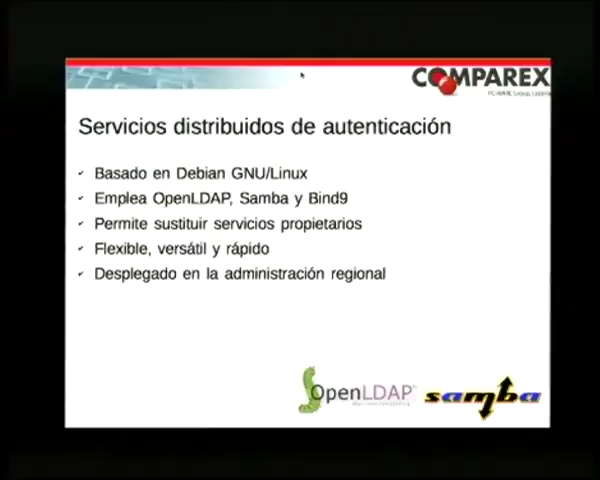 COMPAREX
Servicios distribuidos de autenticación
Basado en Debian GNU/Linux
Emplea OpenLDAP, Samba y Bind9
Permite sustituir servicios propietarios
Flexible, versátil y rápido
Desplegado en la administración regional
OpenLDAP
samba